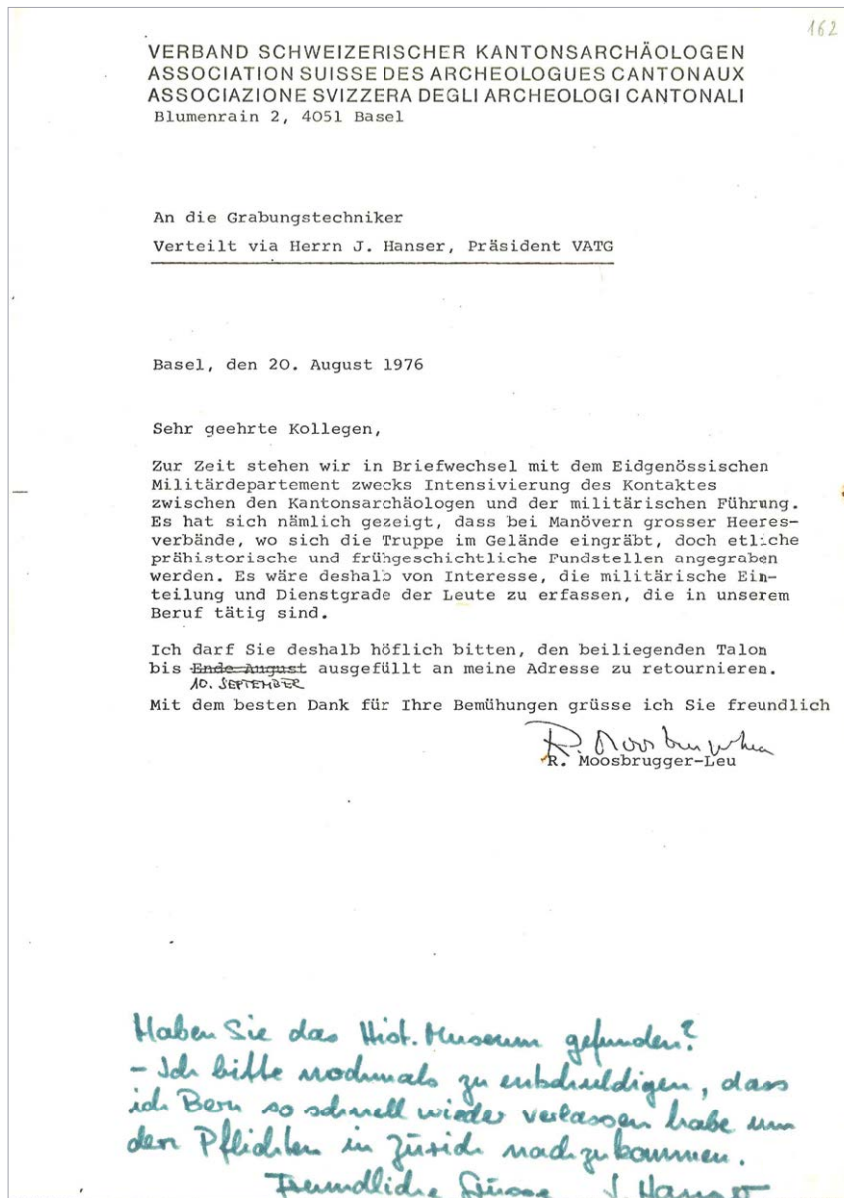 162
VERBAND SCHWEIZERISCHER KANTONSARCHÄOLOGEN
ASSOCIATION SUISSE DES ARCHEOLOGUES CANTONAUX
ASSOCIAZIONE SVIZZERA DEGLI ARCHEOLOGI CANTONALI
Blumenrain 2, 4051 Basel
An die Grabungstechniker
Verteilt via Herrn J. Hanser, Präsident VATG
Basel, den 20. August 1976
Sehr geehrte Kollegen,
Zur Zeit stehen wir in Briefwechsel mit dem Eidgenössischen
Militärdepartement zwecks Intensivierung des Kontaktes
zwischen den Kantonsarchäologen und der militärischen Führung.
Es hat sich nämlich gezeigt, dass bei Manövern grosser Heeres-
verbände, wo sich die Truppe im Gelände eingräbt, doch etliche
prähistorische und frühgeschichtliche Fundstellen angegraben
werden. Es wäre deshalb von Interesse, die militärische Ein-
teilung und Dienstgrade der Leute zu erfassen, die in unserem
Beruf tätig sind.
Ich darf Sie deshalb höflich bitten, den beiliegenden Talon
bis Ende August ausgefüllt an meine Adresse zu retournieren.
10. SEPTEMBER
Mit dem besten Dank für Ihre Bemühungen grüsse ich Sie freundlich
R. Moosbrugger
R. Moosbrugger-Leu
Haben Sie das Hist. Museum gefunden?
- Ich bitte nochmals zu entschuldigen, dass
ich Bern so schnell wieder verlassen habe um
den Pflichten in Zürich nachzukommen.
Freundliche Grüsse J. Hanser